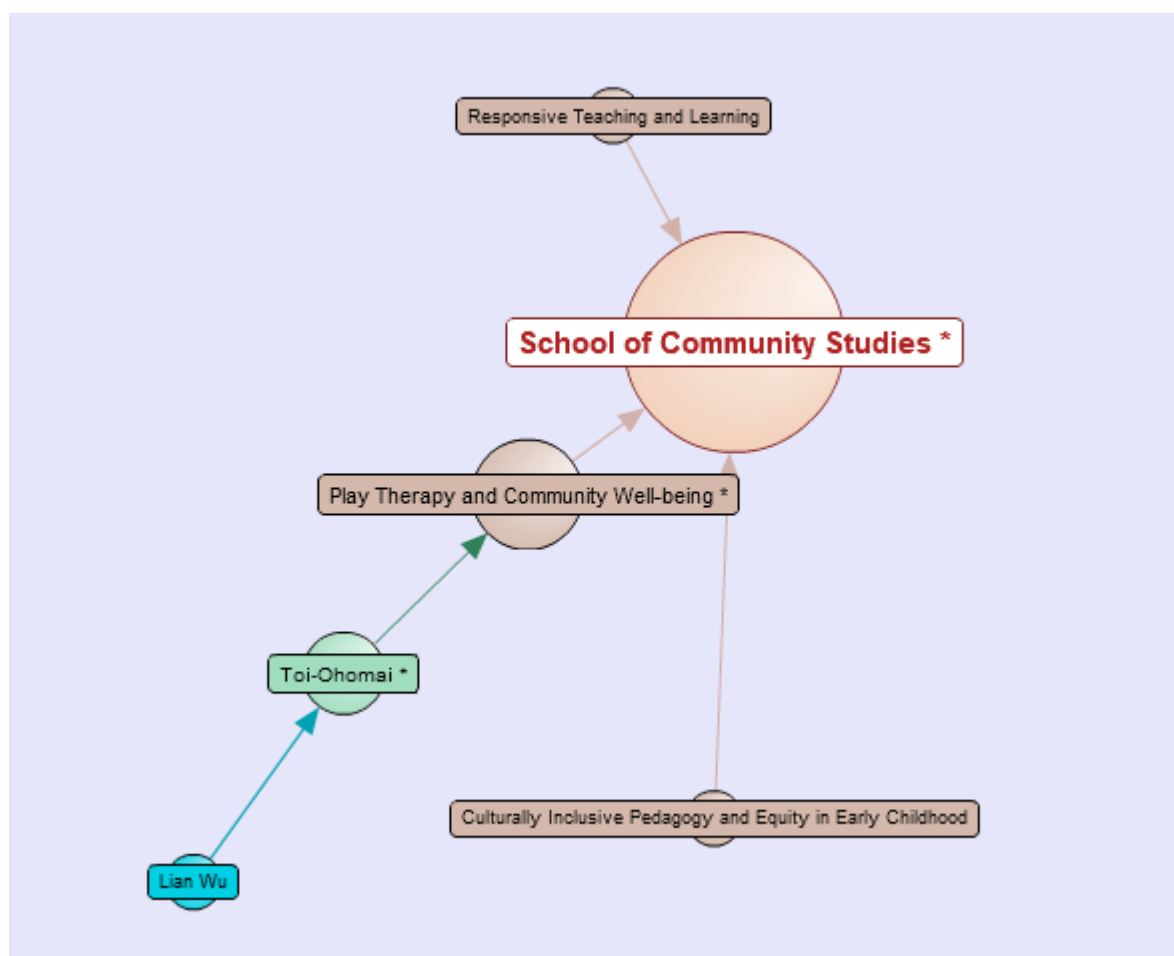 Responsive Teaching and Learning
School of Community Studies *
Play Therapy and Community Well-being *
Toi-Ohomai *
Culturally Inclusive Pedagogy and Equity in Early Childhood
Lian Wu